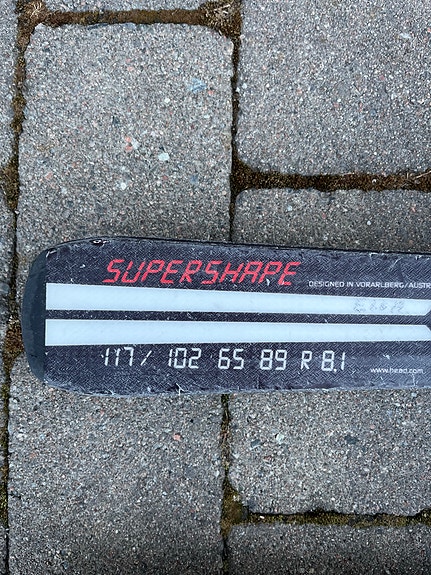 SUPERSHAPE
DESIGNED IN VORARLBERG/AUSTR
117/ 102 65 89 R 8.1
www.head.com